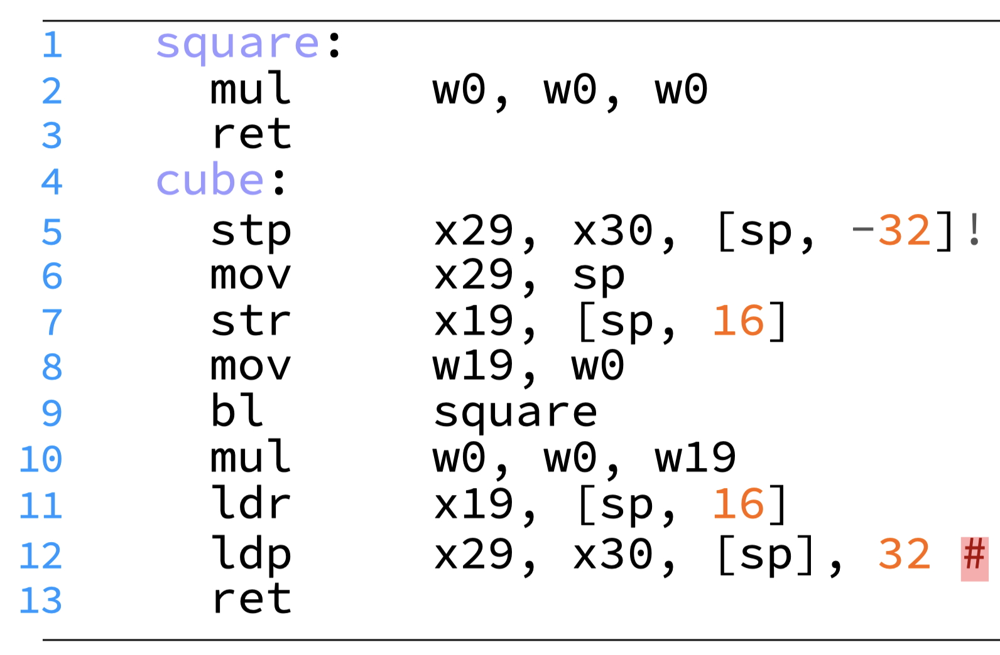 1 square:
2 mul w0, w0, w0
3 ret
4 cube:
5 stp x29, x30, [sp, -32]!
6 mov x29, sp
7 str x19, [sp, 16]
8 mov w19, w0
9 bl square
10 mul w0, w0, w19
11 ldr x19, [sp, 16]
12 ldp x29, x30, [sp], 32 #
13 ret